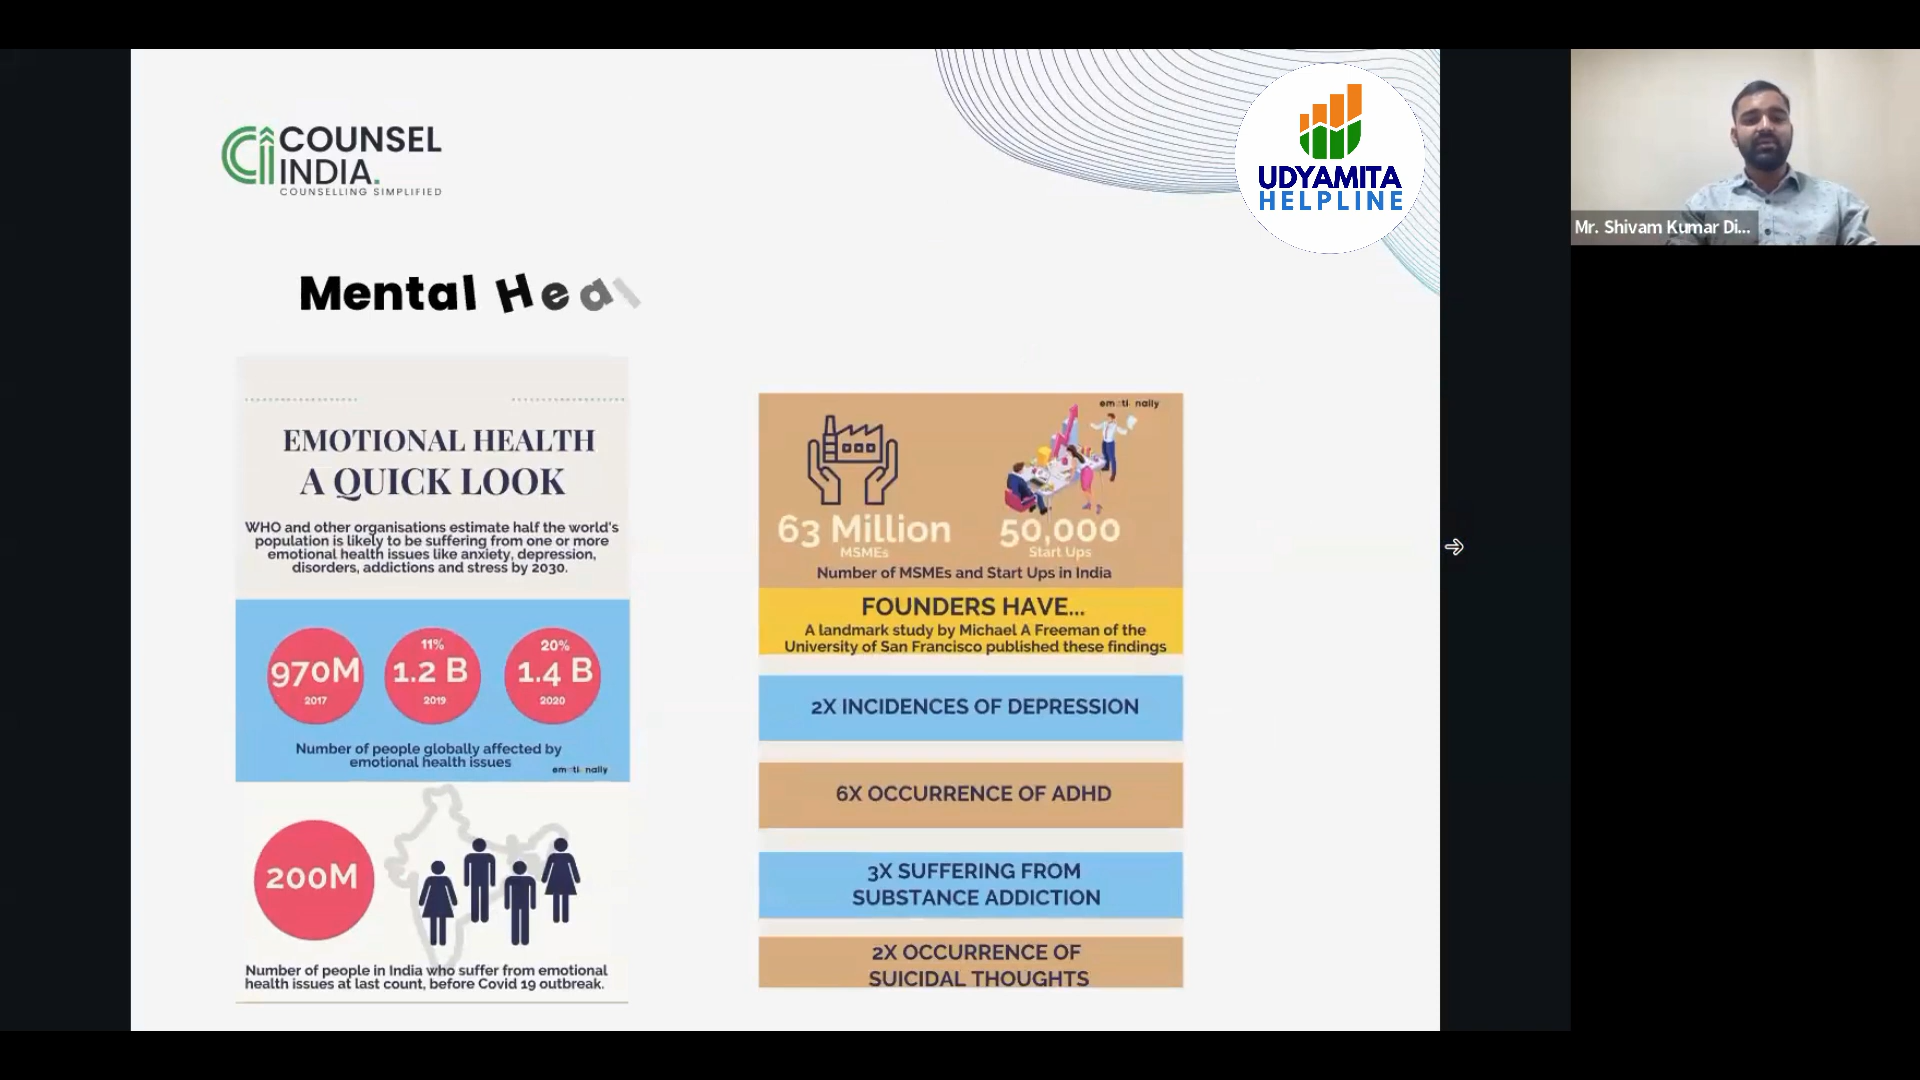 COUNSEL
INDIA.
COUNSELLING SIMPLIFIED
UDYAMITA
HELPLINE
Mr. Shivam Kumar Di...
Mental Heal
EMOTIONAL HEALTH
A QUICK LOOK
WHO and other organisations estimate half the world's
population is likely to be suffering from one or more
emotional health issues like anxiety, depression,
disorders, addictions and stress by 2030.
970M
2017
11%
1.2 B
2019
20%
1.4 B
2020
Number of people globally affected by
emotional health issues
200M
Number of people in India who suffer from emotional
health issues at last count, before Covid 19 outbreak.
63 Million
MSMEs
50,000
Start Ups
Number of MSMEs and Start Ups in India
FOUNDERS HAVE...
A landmark study by Michael A Freeman of the
University of San Francisco published these findings
2X INCIDENCES OF DEPRESSION
6X OCCURRENCE OF ADHD
3X SUFFERING FROM
SUBSTANCE ADDICTION
2X OCCURRENCE OF
SUICIDAL THOUGHTS